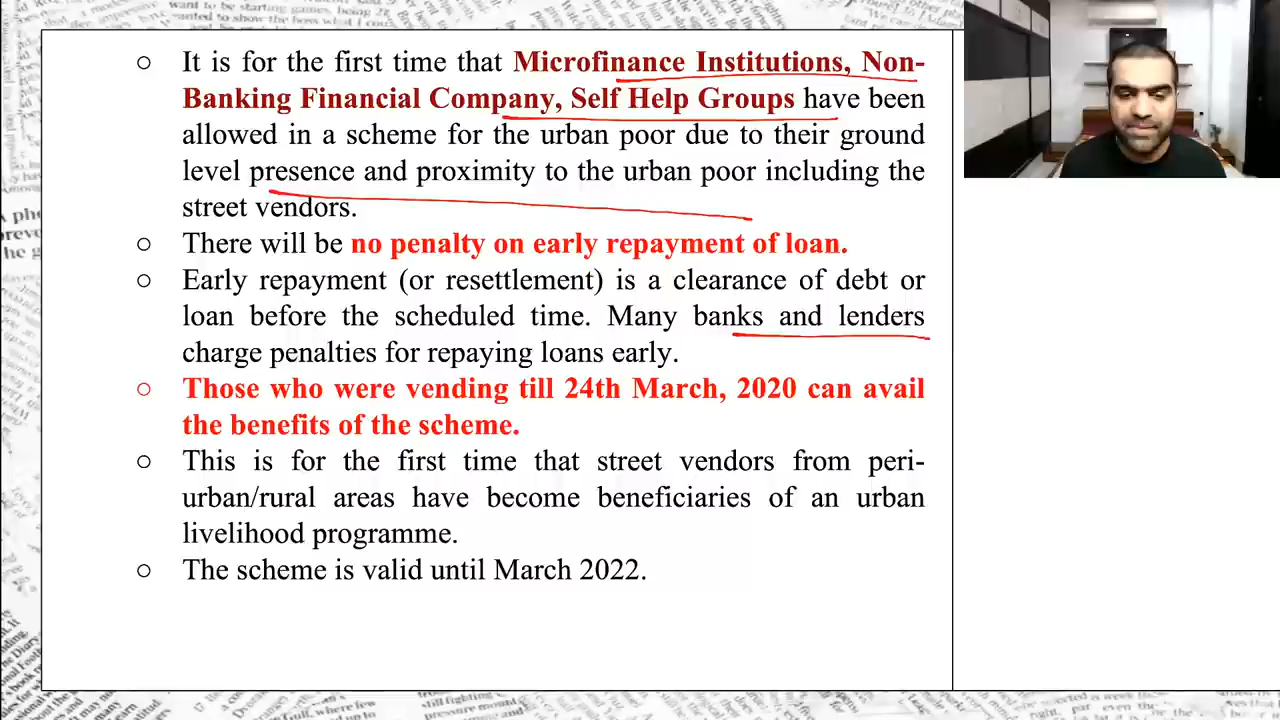 ○ It is for the first time that Microfinance Institutions, Non-
Banking Financial Company, Self Help Groups have been
allowed in a scheme for the urban poor due to their ground
level presence and proximity to the urban poor including the
street vendors.
○ There will be no penalty on early repayment of loan.
○ Early repayment (or resettlement) is a clearance of debt or
loan before the scheduled time. Many banks and lenders
charge penalties for repaying loans early.
○ Those who were vending till 24th March, 2020 can avail
the benefits of the scheme.
○ This is for the first time that street vendors from peri-
urban/rural areas have become beneficiaries of an urban
livelihood programme.
○ The scheme is valid until March 2022.